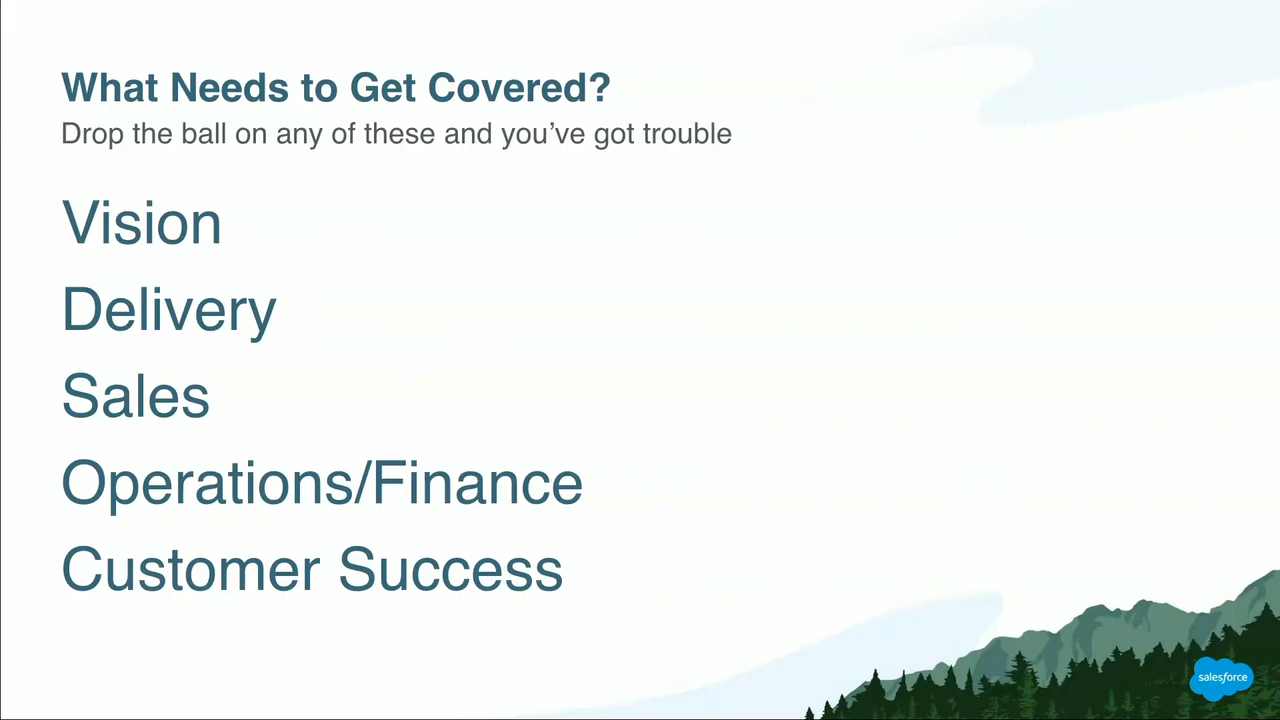 What Needs to Get Covered?
Drop the ball on any of these and you’ve got trouble
Vision
Delivery
Sales
Operations/Finance
Customer Success
salesforce